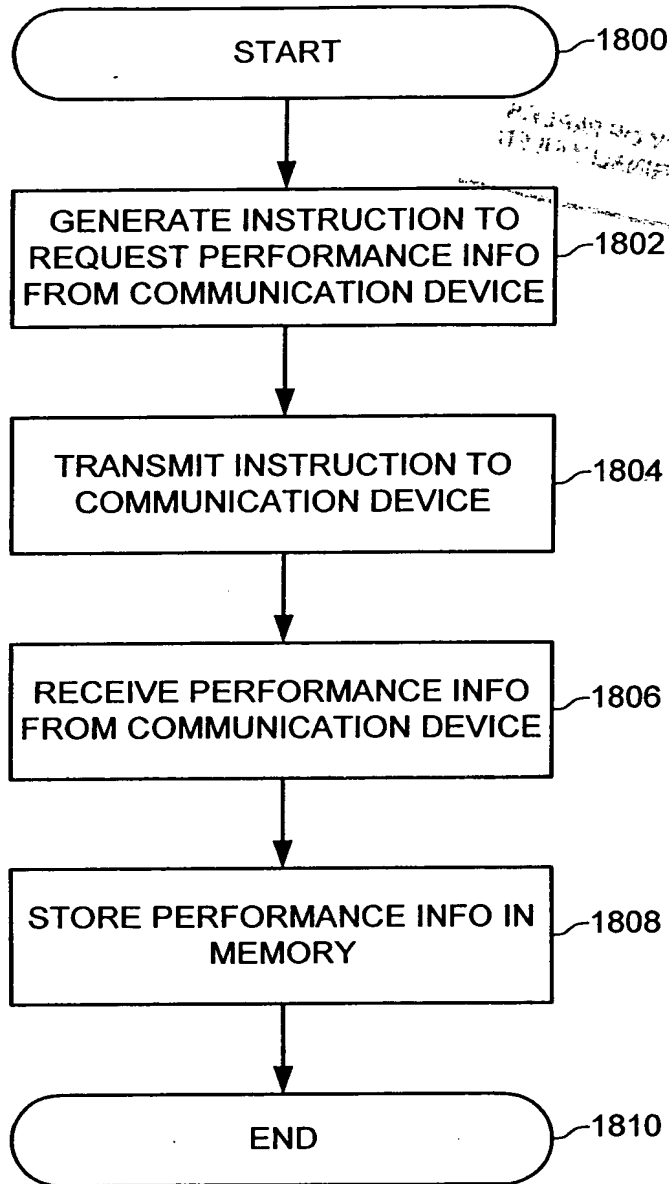 START
1800
GENERATE INSTRUCTION TO
REQUEST PERFORMANCE INFO
FROM COMMUNICATION DEVICE
1802
TRANSMIT INSTRUCTION TO
COMMUNICATION DEVICE
1804
RECEIVE PERFORMANCE INFO
FROM COMMUNICATION DEVICE
1806
STORE PERFORMANCE INFO IN
MEMORY
1808
END
1810